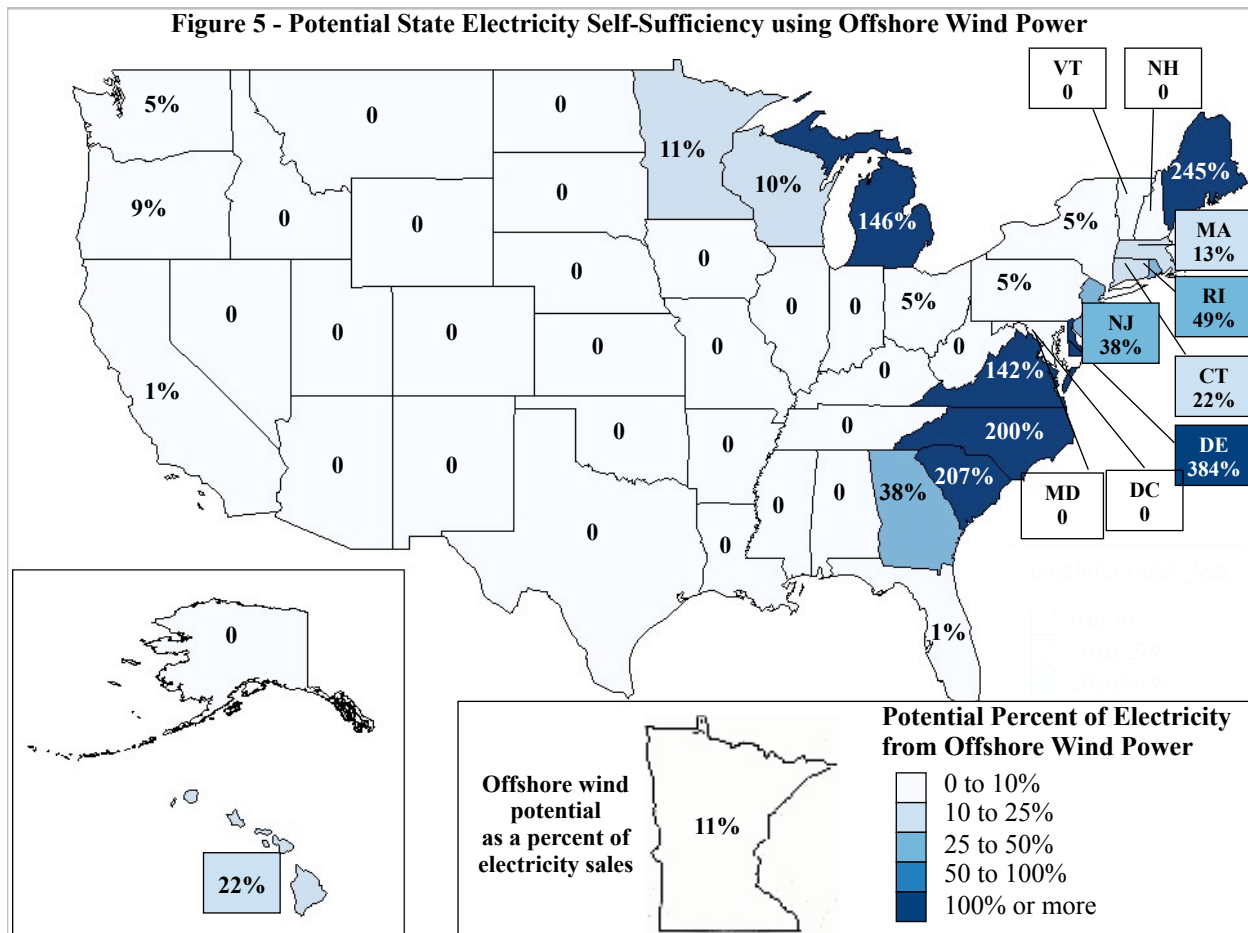 Figure 5 - Potential State Electricity Self-Sufficiency using Offshore Wind Power
VT
0
NH
0
5%
0
0
11%
10%
146%
245%
9%
0
0
0
0
5%
MA
13%
0
0
0
0
0
0
5%
5%
RI
49%
NJ
38%
1%
0
0
0
0
142%
CT
22%
0
0
0
0
0
200%
DE
384%
207%
38%
0
0
0
0
MD
0
DC
0
1%
0
22%
Offshore wind
potential
as a percent of
electricity sales
11%
Potential Percent of Electricity
from Offshore Wind Power
0 to 10%
10 to 25%
25 to 50%
50 to 100%
100% or more